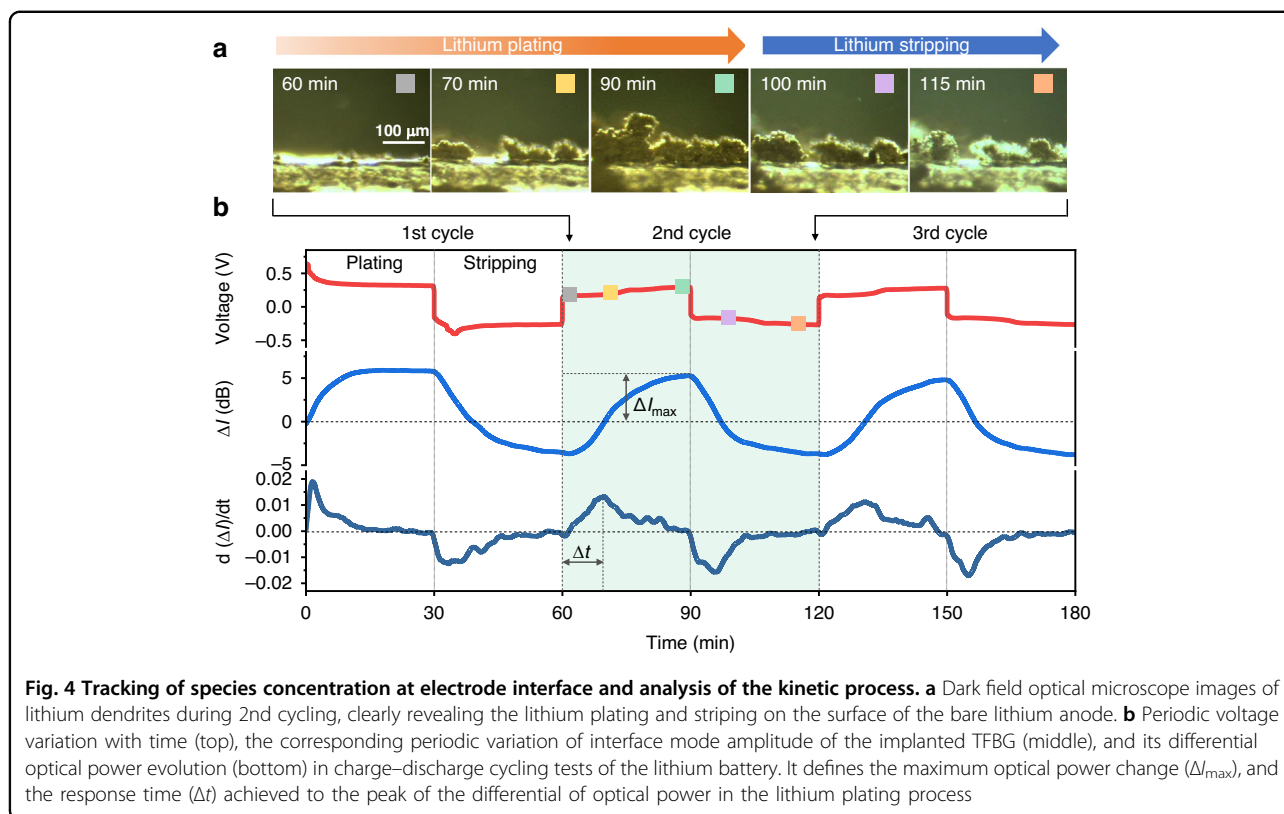 a
Lithium plating
Lithium stripping
60 min
70 min
90 min
100 min
115 min
100 μm
b
1st cycle
2nd cycle
3rd cycle
Plating
Stripping
Voltage (V)
0.5
0.0
−0.5
ΔI (dB)
5
0
−5
ΔImax
d (ΔI)/dt
0.02
0.01
0.00
−0.01
−0.02
Δt
0
30
60
90
120
150
180
Time (min)
Fig. 4 Tracking of species concentration at electrode interface and analysis of the kinetic process. a Dark field optical microscope images of
lithium dendrites during 2nd cycling, clearly revealing the lithium plating and striping on the surface of the bare lithium anode. b Periodic voltage
variation with time (top), the corresponding periodic variation of interface mode amplitude of the implanted TFBG (middle), and its differential
optical power evolution (bottom) in charge–discharge cycling tests of the lithium battery. It defines the maximum optical power change (ΔImax), and
the response time (Δt) achieved to the peak of the differential of optical power in the lithium plating process